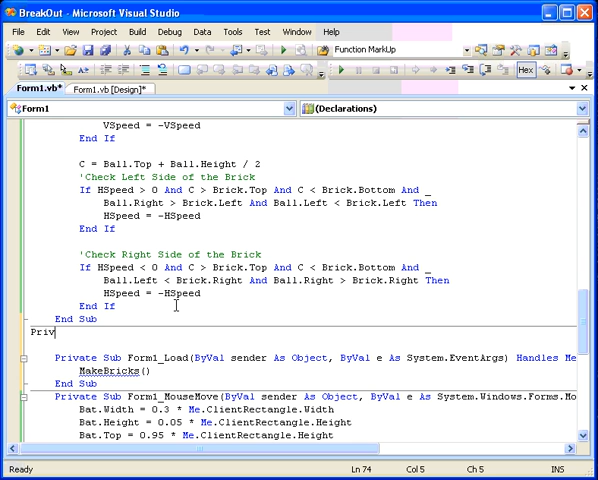 BreakOut - Microsoft Visual Studio
File Edit View Project Build Debug Data Tools Test Window Help
Function MarkUp
Hex
Form1.vb* Form1.vb [Design]*
Form1 (Declarations)
VSpeed = -VSpeed
End If
C = Ball.Top + Ball.Height / 2
'Check Left Side of the Brick
If HSpeed > 0 And C > Brick.Top And C < Brick.Bottom And _
Ball.Right > Brick.Left And Ball.Left < Brick.Left Then
HSpeed = -HSpeed
End If
'Check Right Side of the Brick
If HSpeed < 0 And C > Brick.Top And C < Brick.Bottom And _
Ball.Left < Brick.Right And Ball.Right > Brick.Right Then
HSpeed = -HSpeed
End If
End Sub
Priv
Private Sub Form1_Load(ByVal sender As Object, ByVal e As System.EventArgs) Handles Me
MakeBricks()
End Sub
Private Sub Form1_MouseMove(ByVal sender As Object, ByVal e As System.Windows.Forms.Mo
Bat.Width = 0.3 * Me.ClientRectangle.Width
Bat.Height = 0.05 * Me.ClientRectangle.Height
Bat.Top = 0.95 * Me.ClientRectangle.Height
Ready Ln 74 Col 5 Ch 5 INS